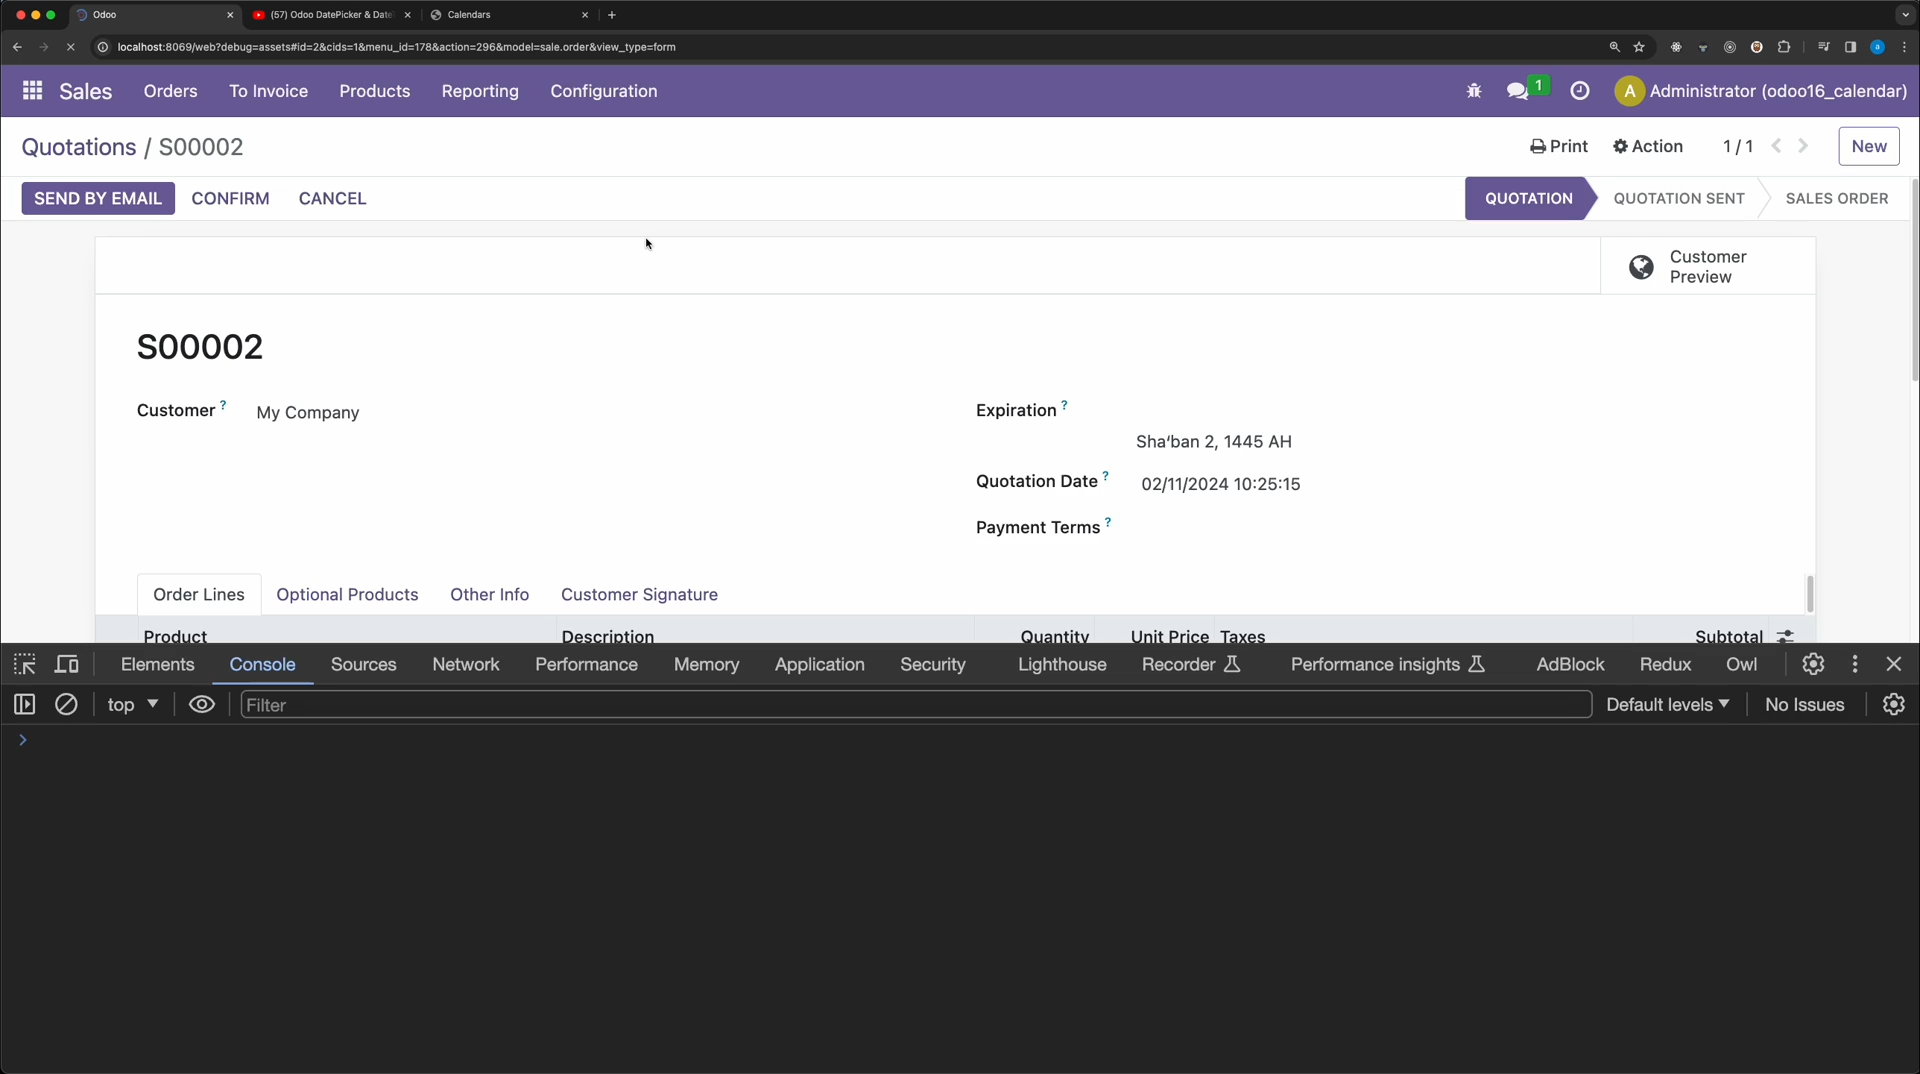 Odoo
(57) Odoo DatePicker & Date
Calendars
localhost:8069/web?debug=assets#id=2&cids=1&menu_id=178&action=296&model=sale.order&view_type=form
a
Sales Orders To Invoice Products Reporting Configuration
1
A Administrator (odoo16_calendar)
Quotations / S00002
Print Action 1 / 1 New
SEND BY EMAIL CONFIRM CANCEL
QUOTATION QUOTATION SENT SALES ORDER
Customer
Preview
S00002
Customer ? My Company
Expiration ?
Shaʻban 2, 1445 AH
Quotation Date ? 02/11/2024 10:25:15
Payment Terms ?
Order Lines Optional Products Other Info Customer Signature
Product Description Quantity Unit Price Taxes Subtotal
Elements Console Sources Network Performance Memory Application Security Lighthouse Recorder Performance insights AdBlock Redux Owl
top Filter Default levels No Issues